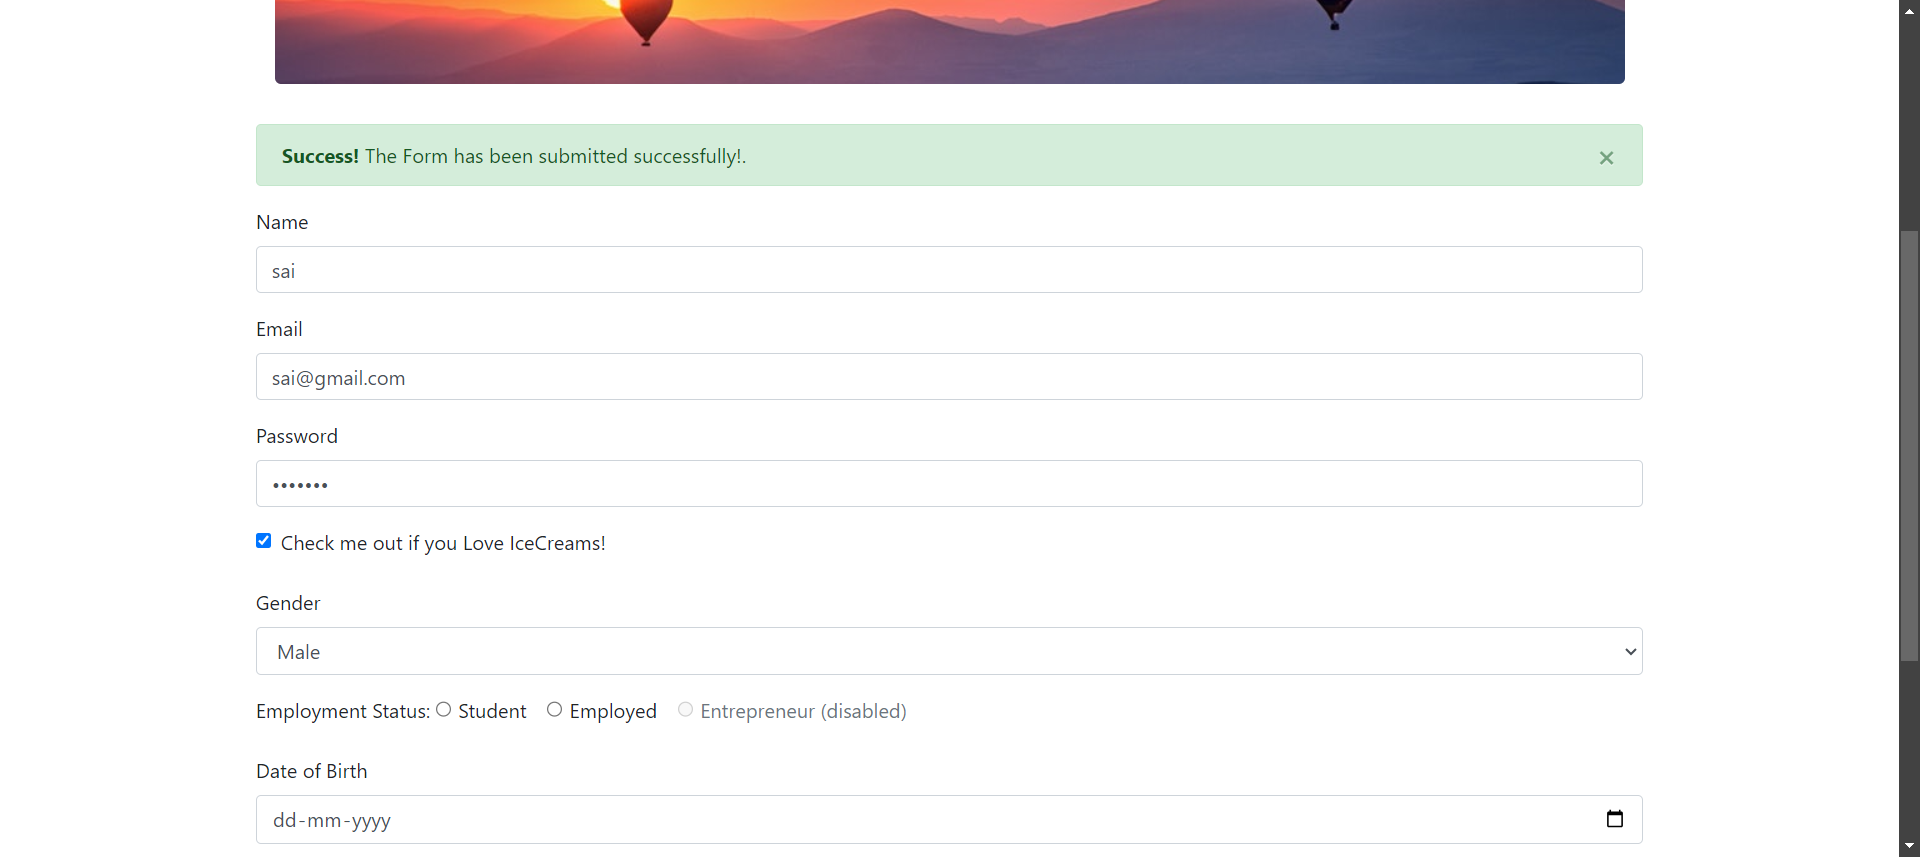 Success! The Form has been submitted successfully!.
×
Name
sai
Email
sai@gmail.com
Password
•••••••
Check me out if you Love IceCreams!
Gender
Male
Employment Status: Student Employed Entrepreneur (disabled)
Date of Birth
dd-mm-yyyy